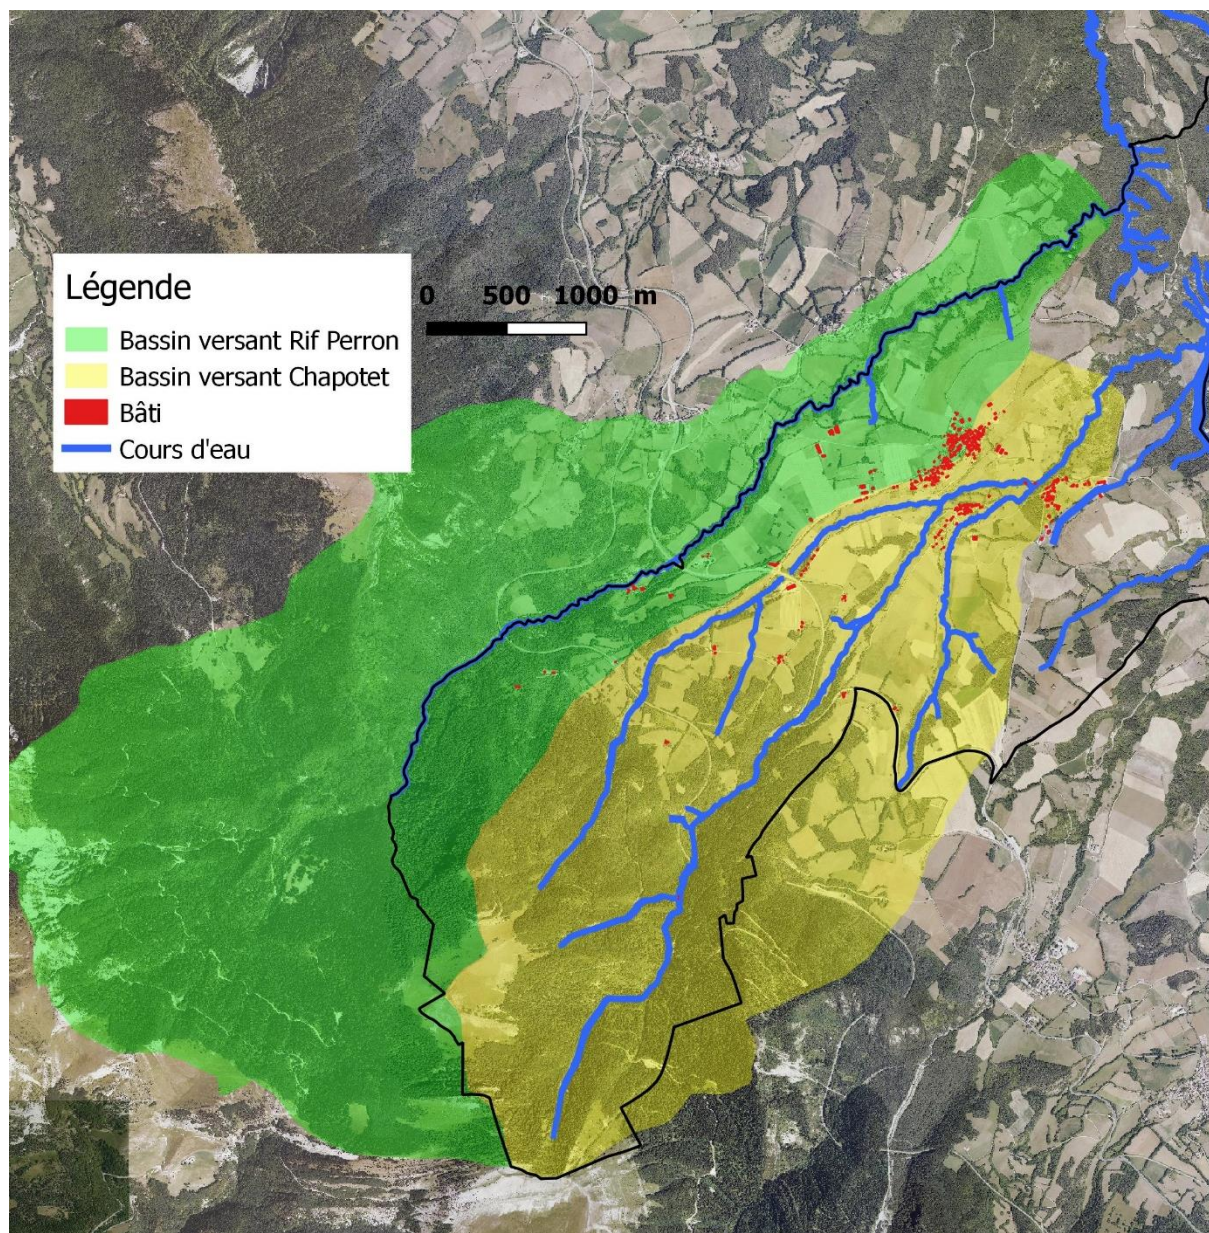 Légende
Bassin versant Rif Perron
Bassin versant Chapotet
Bâti
Cours d'eau
0 500 1000 m